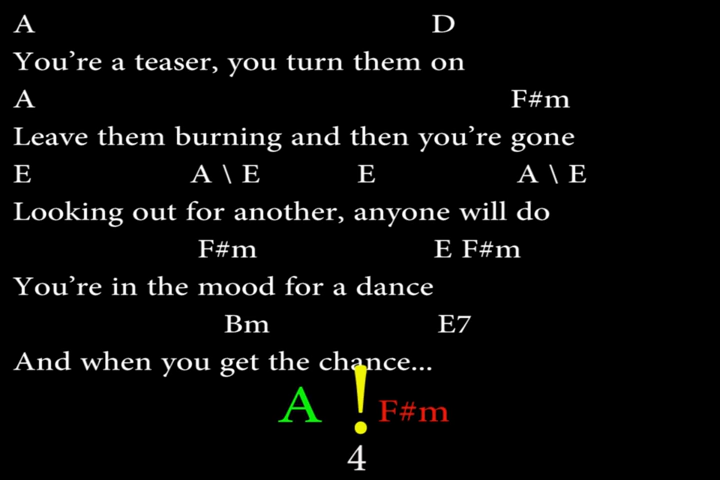 A D
You’re a teaser, you turn them on
A F#m
Leave them burning and then you’re gone
E A \ E E A \ E
Looking out for another, anyone will do
F#m E F#m
You’re in the mood for a dance
Bm E7
And when you get the chance...
A ! F#m
4